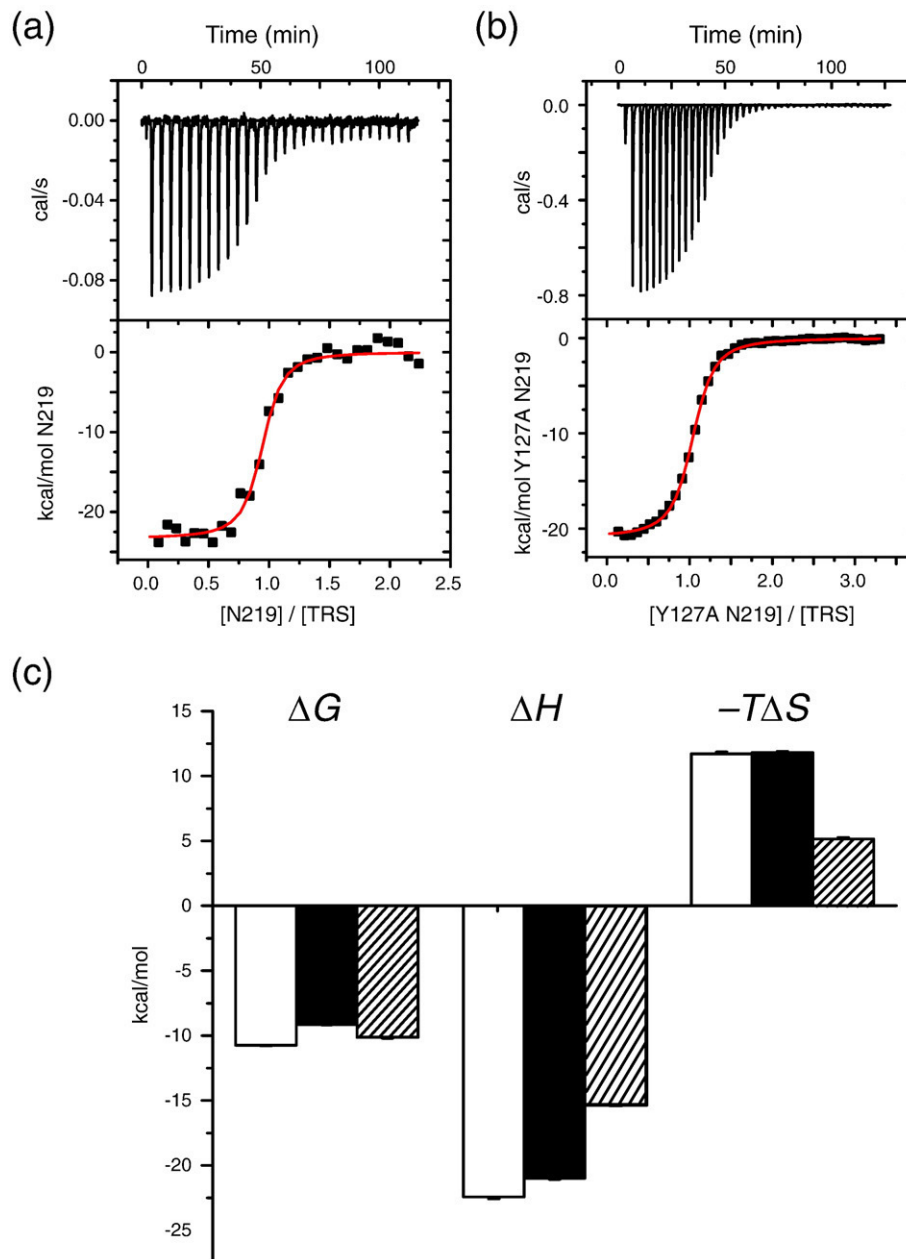 (a)
Time (min)
0 50 100
0.00
-0.04
-0.08
cal/s
0
-10
-20
kcal/mol N219
0.0 0.5 1.0 1.5 2.0 2.5
[N219] / [TRS]
(b)
Time (min)
0 50 100
0.0
-0.4
-0.8
cal/s
0
-10
-20
kcal/mol Y127A N219
0.0 1.0 2.0 3.0
[Y127A N219] / [TRS]
(c)
ΔG ΔH –TΔS
15
10
5
0
-5
-10
-15
-20
-25
kcal/mol